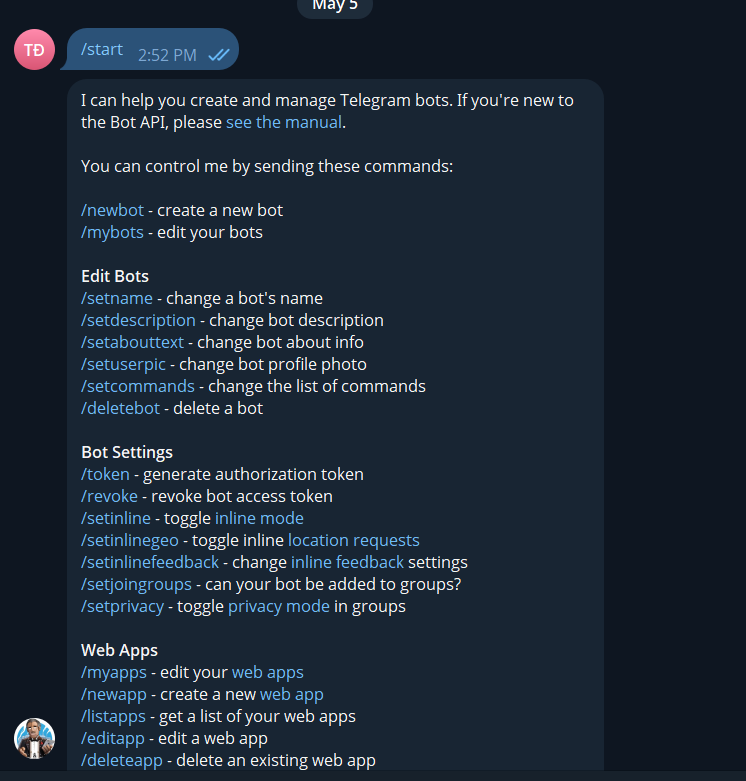 May 5
TĐ
/start 2:52 PM
I can help you create and manage Telegram bots. If you're new to
the Bot API, please see the manual.
You can control me by sending these commands:
/newbot - create a new bot
/mybots - edit your bots
Edit Bots
/setname - change a bot's name
/setdescription - change bot description
/setabouttext - change bot about info
/setuserpic - change bot profile photo
/setcommands - change the list of commands
/deletebot - delete a bot
Bot Settings
/token - generate authorization token
/revoke - revoke bot access token
/setinline - toggle inline mode
/setinlinegeo - toggle inline location requests
/setinlinefeedback - change inline feedback settings
/setjoingroups - can your bot be added to groups?
/setprivacy - toggle privacy mode in groups
Web Apps
/myapps - edit your web apps
/newapp - create a new web app
/listapps - get a list of your web apps
/editapp - edit a web app
/deleteapp - delete an existing web app